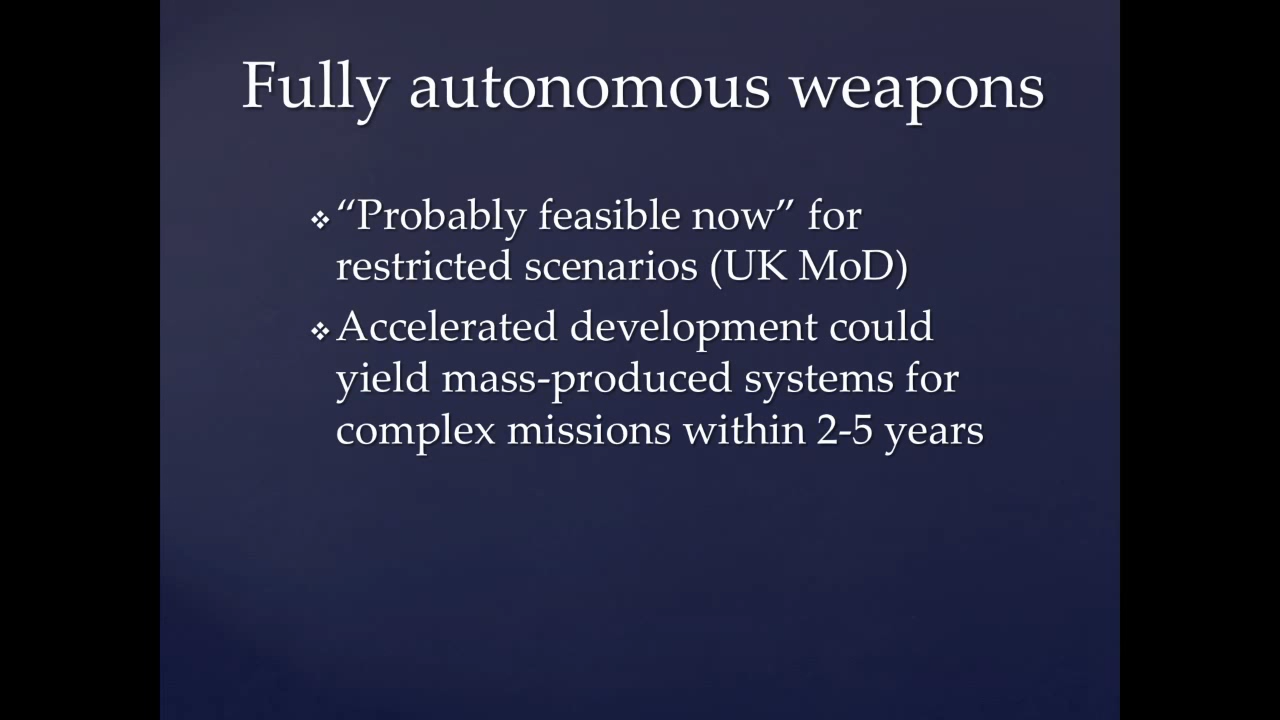 Fully autonomous weapons
❖ “Probably feasible now” for
restricted scenarios (UK MoD)
❖ Accelerated development could
yield mass-produced systems for
complex missions within 2-5 years